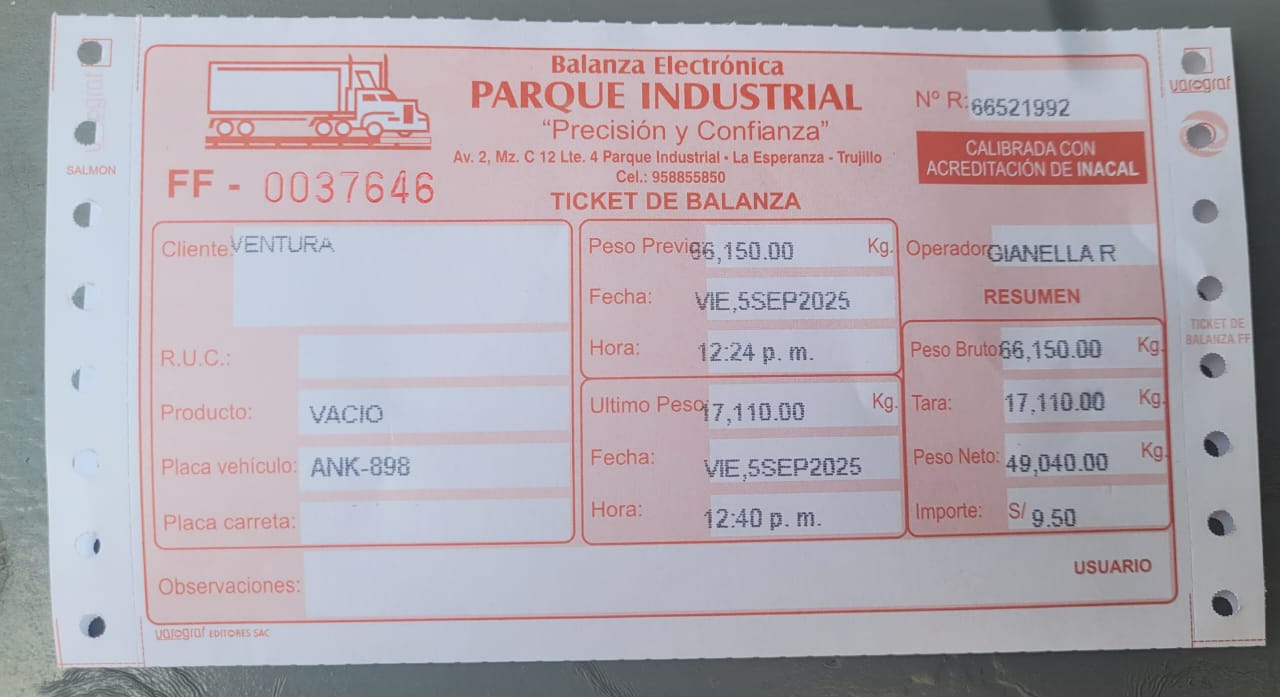 Balanza Electrónica
PARQUE INDUSTRIAL
"Precisión y Confianza"
Av. 2, Mz. C 12 Lte. 4 Parque Industrial • La Esperanza - Trujillo
Cel.: 958855850
TICKET DE BALANZA
Nº R: 66521992
CALIBRADA CON
ACREDITACIÓN DE INACAL
FF - 0037646
SALMON
Cliente: VENTURA
R.U.C.:
Producto: VACIO
Placa vehículo: ANK-898
Placa carreta:
Peso Previo 66,150.00 Kg.
Fecha: VIE,5SEP2025
Hora: 12:24 p. m.
Ultimo Peso: 17,110.00 Kg.
Fecha: VIE,5SEP2025
Hora: 12:40 p. m.
Operador GIANELLA R
RESUMEN
Peso Bruto: 66,150.00 Kg.
Tara: 17,110.00 Kg.
Peso Neto: 49,040.00 Kg.
Importe: S/ 9.50
Observaciones:
USUARIO
varograf EDITORES SAC
varograf
TICKET DE
BALANZA FF